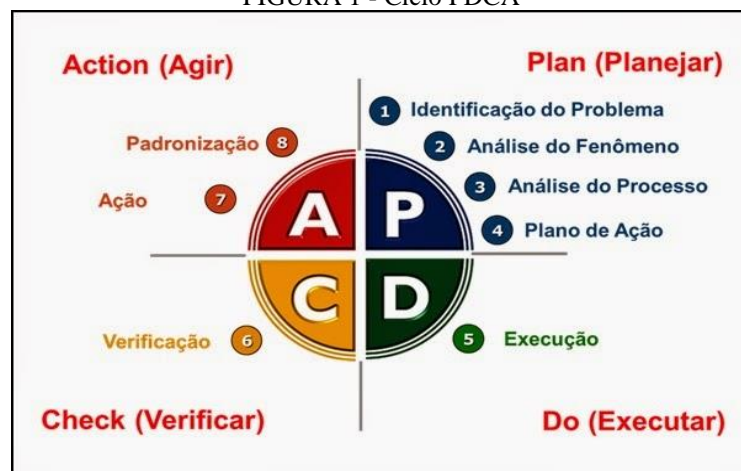 FIGURA 1 - Ciclo PDCA
Action (Agir)
Plan (Planejar)
1 Identificação do Problema
2 Análise do Fenômeno
3 Análise do Processo
4 Plano de Ação
Padronização 8
Ação 7
A P
C D
Verificação 6
5 Execução
Check (Verificar)
Do (Executar)